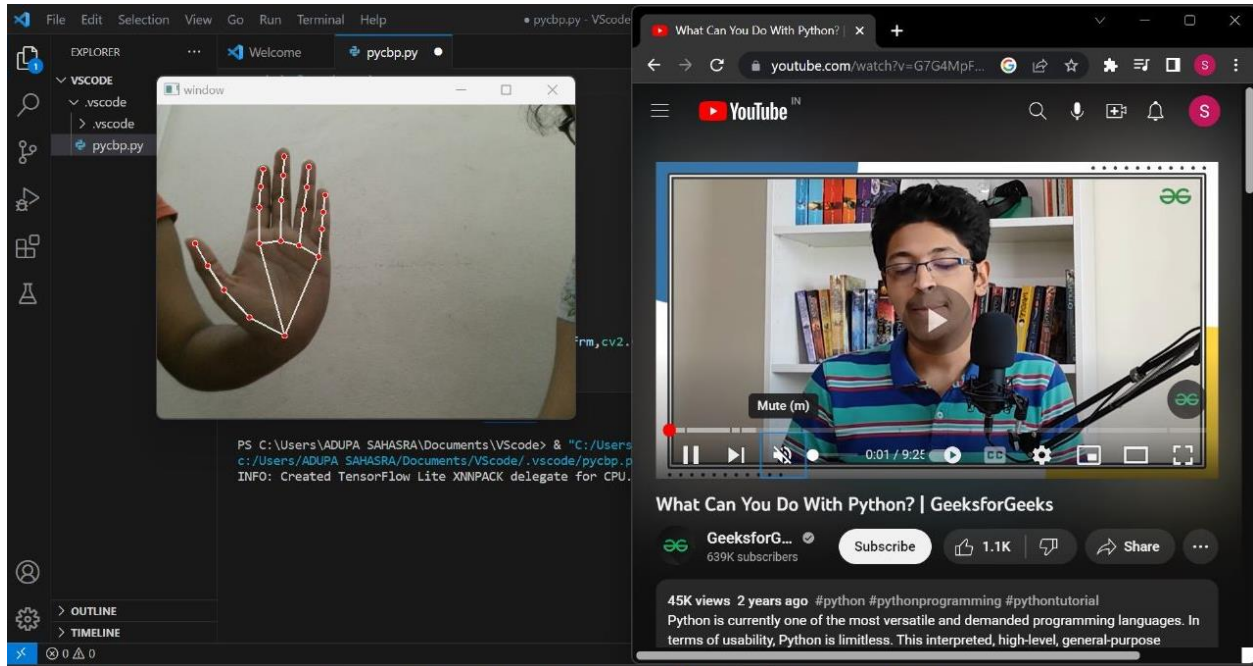 File Edit Selection View Go Run Terminal Help
● pycbp.py - VScode
EXPLORER
...
Welcome
pycbp.py ●
VSCODE
.vscode
.vscode
pycbp.py
1
window
frm,cv2.
PS C:\Users\ADUPA SAHASRA\Documents\VScode> & "C:/Users
c:/Users/ADUPA SAHASRA/Documents/VScode/.vscode/pycbp.p
INFO: Created TensorFlow Lite XNNPACK delegate for CPU.
OUTLINE
TIMELINE
0 0
What Can You Do With Python? |
youtube.com/watch?v=G7G4MpF...
G
S
YouTube IN
S
Mute (m)
0:01 / 9:25
CC
What Can You Do With Python? | GeeksforGeeks
GeeksforG...
639K subscribers
Subscribe
1.1K
Share
...
45K views 2 years ago #python #pythonprogramming #pythontutorial
Python is currently one of the most versatile and demanded programming languages. In
terms of usability, Python is limitless. This interpreted, high-level, general-purpose